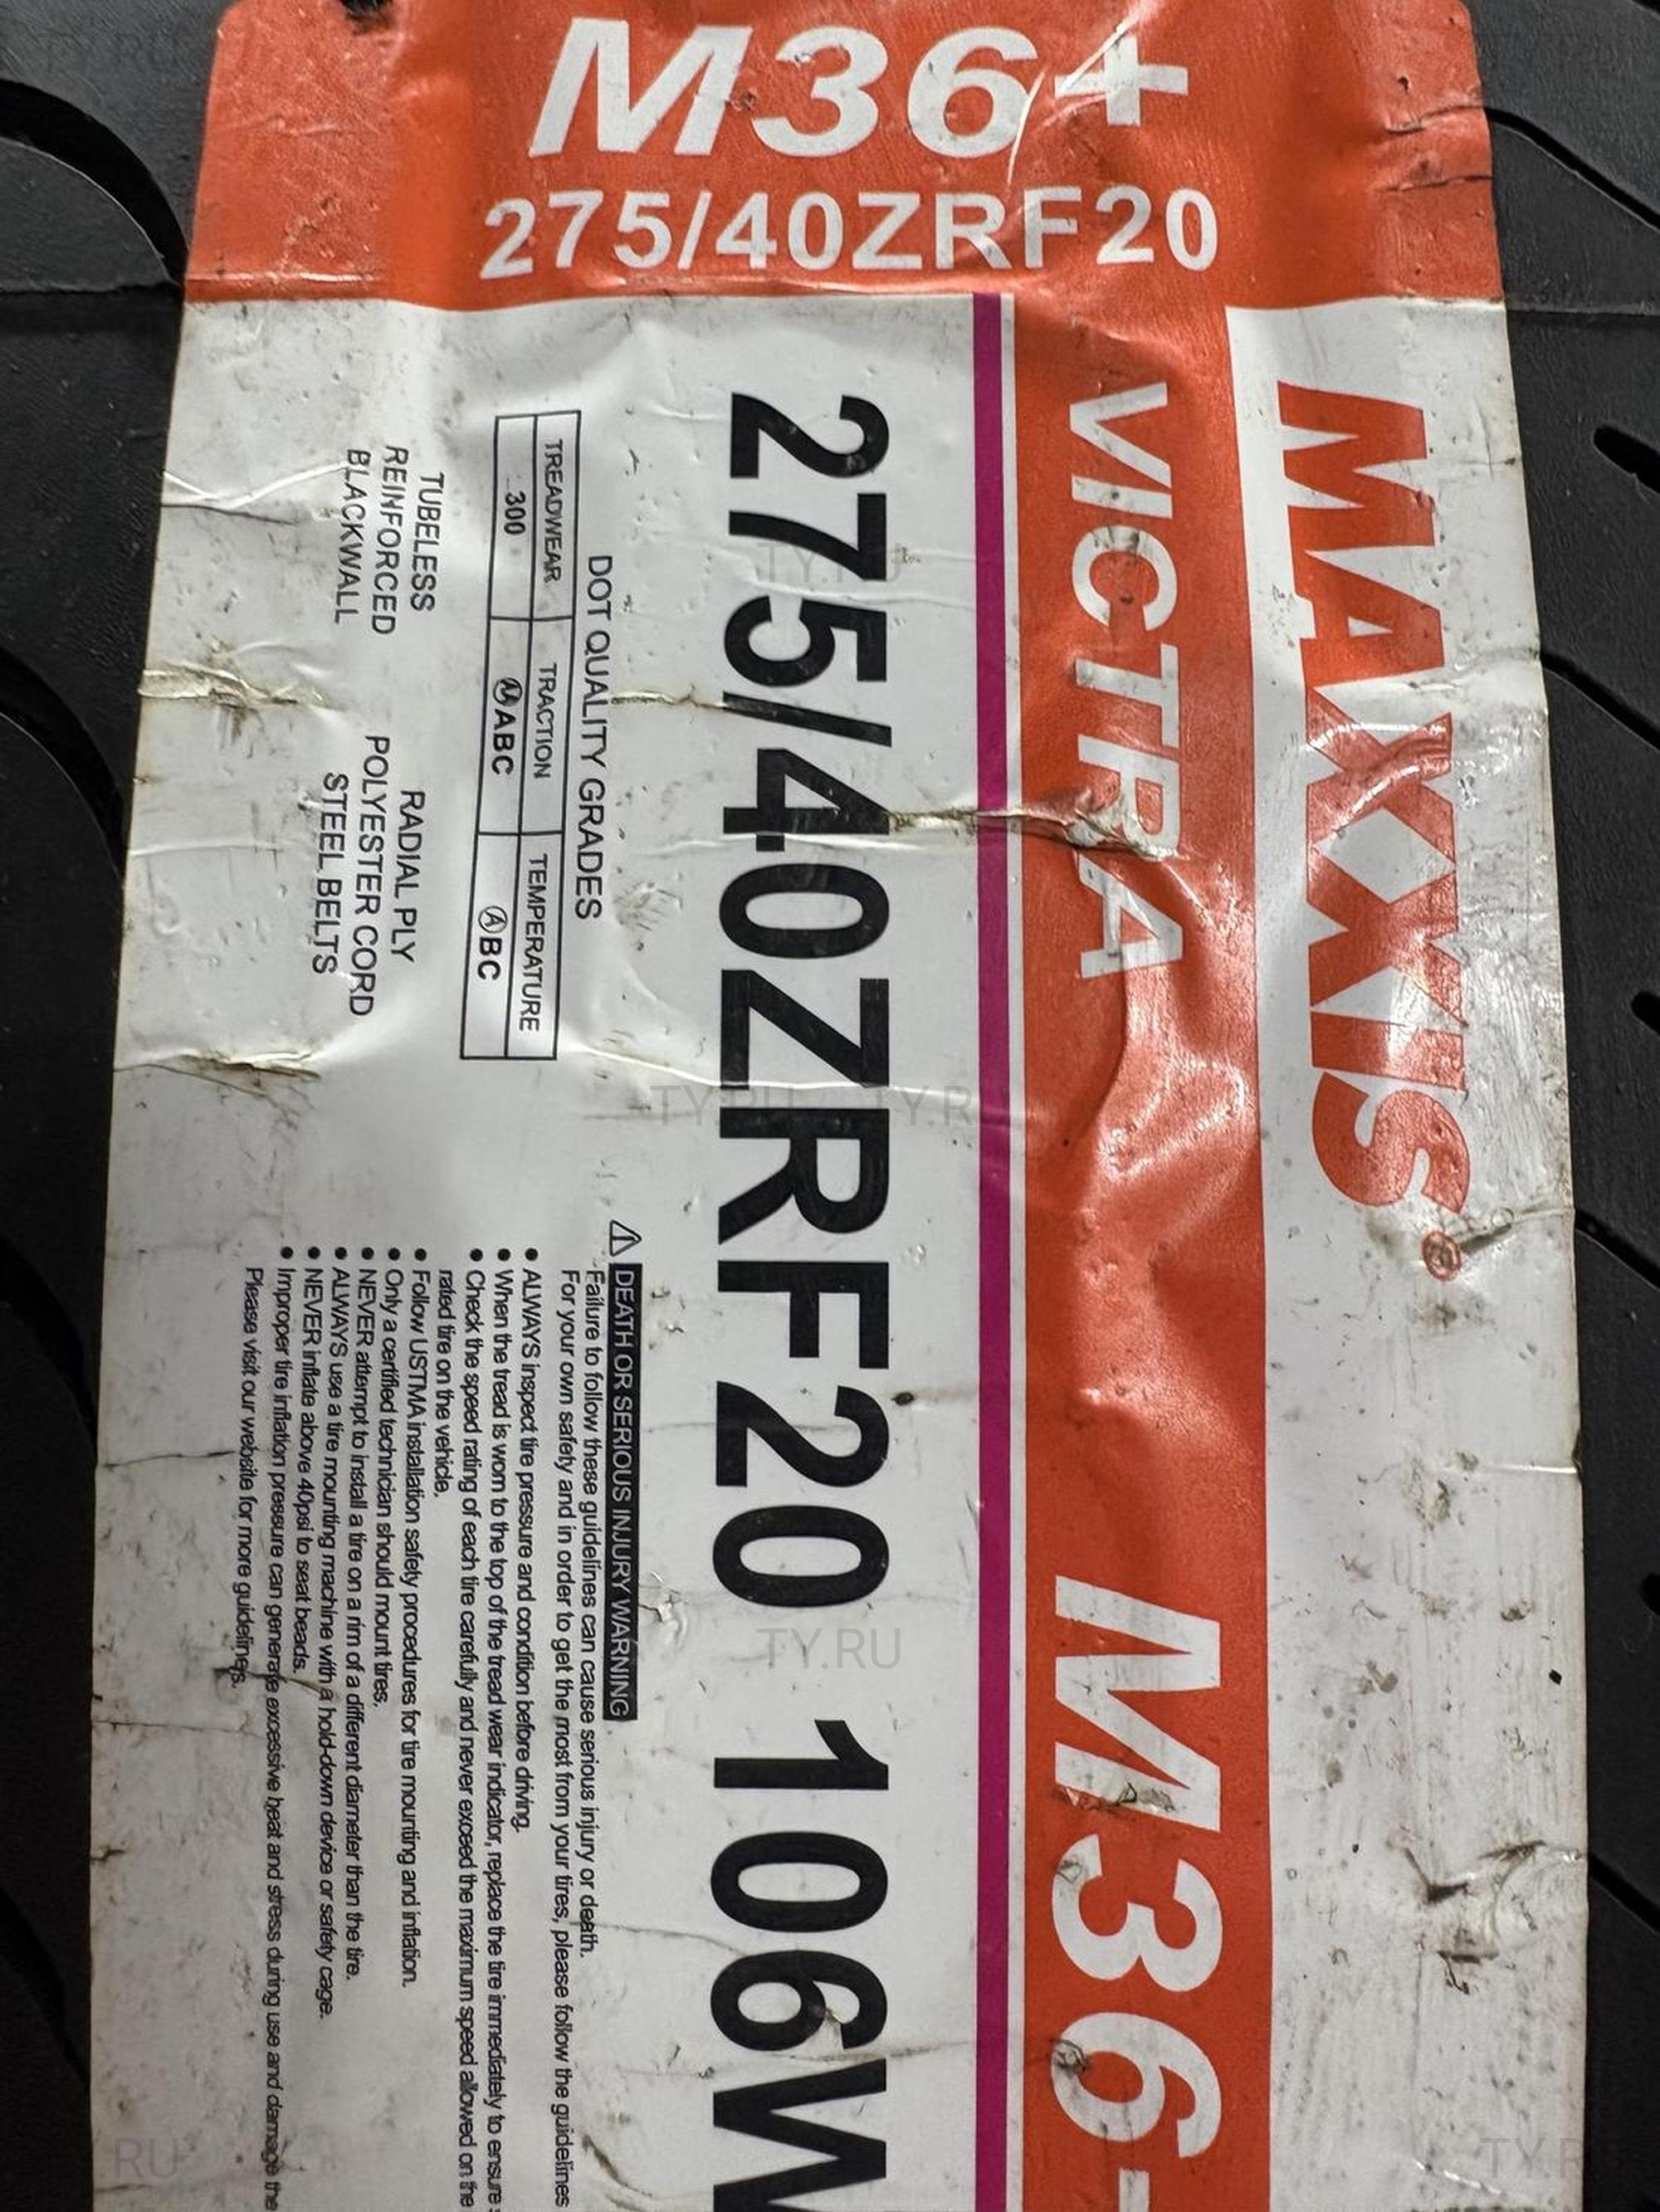 M36+
275/40ZRF20
MAXXIS®
VICTRA M36
275/40ZRF20 106W
DOT QUALITY GRADES
TREADWEAR TRACTION TEMPERATURE
300 ⒶABC ⒶBC
TUBELESS
REINFORCED
BLACKWALL
RADIAL PLY
POLYESTER CORD
STEEL BELTS
⚠ DEATH OR SERIOUS INJURY WARNING
Failure to follow these guidelines can cause serious injury or death.
For your own safety and in order to get the most from your tires, please follow the guidelines
● ALWAYS inspect tire pressure and condition before driving.
● When the tread is worn to the top of the tread wear indicator, replace the tire immediately to ensure
● Check the speed rating of each tire carefully and never exceed the maximum speed allowed on the
rated tire on the vehicle.
● Follow USTMA installation safety procedures for tire mounting and inflation.
● Only a certified technician should mount tires.
● NEVER attempt to install a tire on a rim of a different diameter than the tire.
● ALWAYS use a tire mounting machine with a hold-down device or safety cage.
● NEVER inflate above 40psi to seat beads.
● Improper tire inflation pressure can generate excessive heat and stress during use and damage the
Please visit our website for more guidelines.
TY.RU
TY.RU
TY.RU
TY.R
TY.RU
RU
TY.R